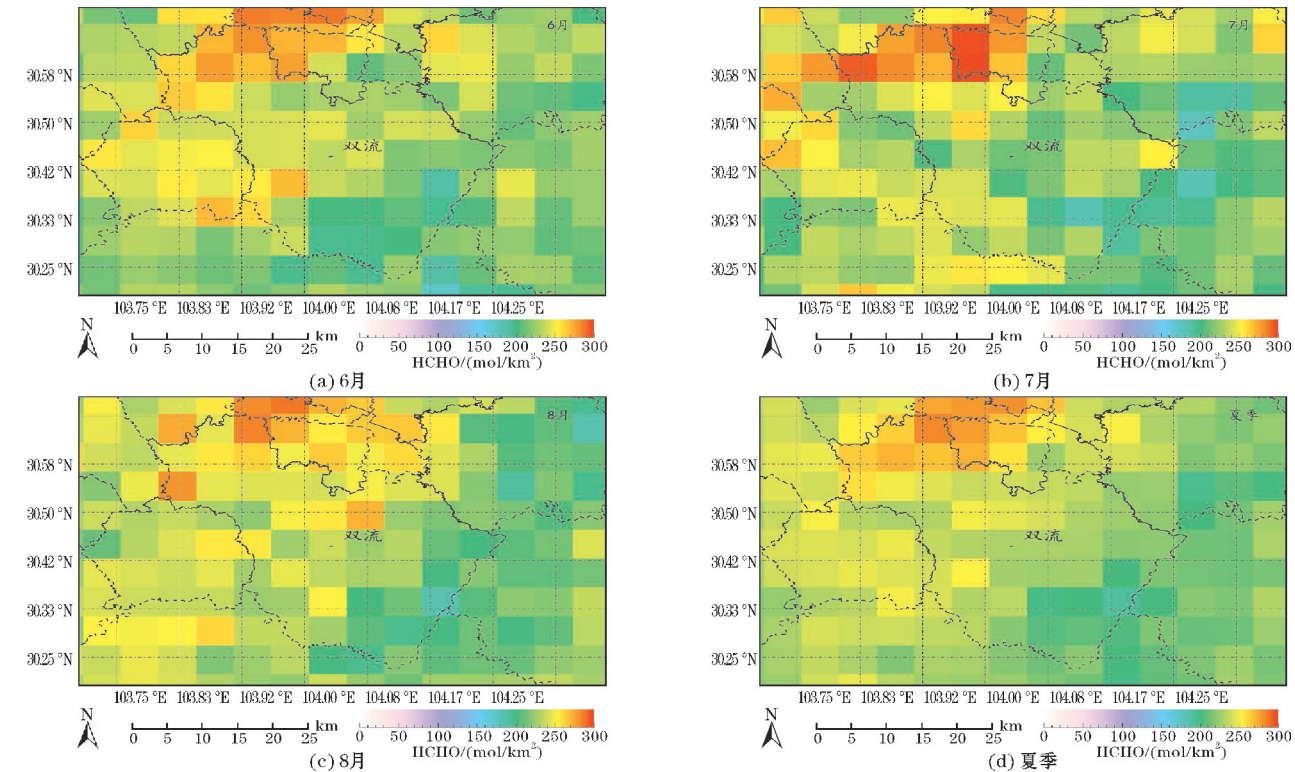 6月
30.58 °N
30.50 °N
30.42 °N
30.33 °N
30.25 °N
双流
103.75 °E 103.83 °E 103.92 °E 104.00 °E 104.08 °E 104.17 °E 104.25 °E
N
0 5 10 15 20 25 km
0 50 100 150 200 250 300
HCHO/(mol/km²)
(a) 6月
7月
30.58 °N
30.50 °N
30.42 °N
30.33 °N
30.25 °N
双流
103.75 °E 103.83 °E 103.92 °E 104.00 °E 104.08 °E 104.17 °E 104.25 °E
N
0 5 10 15 20 25 km
0 50 100 150 200 250 300
HCHO/(mol/km²)
(b) 7月
8月
30.58 °N
30.50 °N
30.42 °N
30.33 °N
30.25 °N
双流
103.75 °E 103.83 °E 103.92 °E 104.00 °E 104.08 °E 104.17 °E 104.25 °E
N
0 5 10 15 20 25 km
0 50 100 150 200 250 300
HCHO/(mol/km²)
(c) 8月
夏季
30.58 °N
30.50 °N
30.42 °N
30.33 °N
30.25 °N
双流
103.75 °E 103.83 °E 103.92 °E 104.00 °E 104.08 °E 104.17 °E 104.25 °E
N
0 5 10 15 20 25 km
0 50 100 150 200 250 300
HCHO/(mol/km²)
(d) 夏季